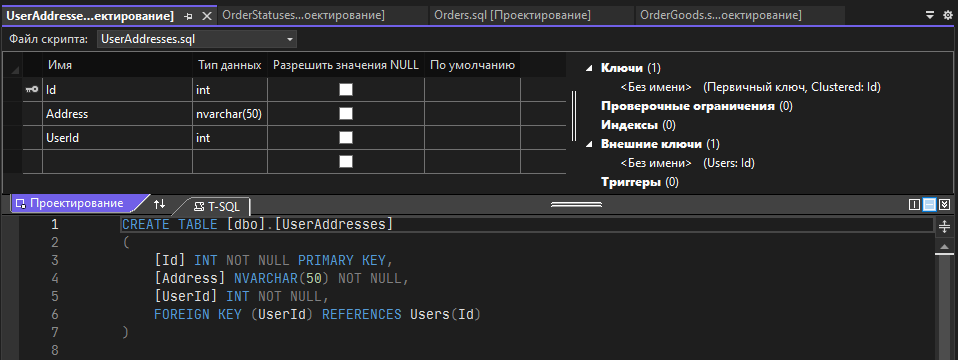 UserAddresse...ектирование]
OrderStatuses...оектирование]
Orders.sql [Проектирование]
OrderGoods.s...оектирование]
Файл скрипта:
UserAddresses.sql
Имя
Тип данных
Разрешить значения NULL
По умолчанию
Id
int
Address
nvarchar(50)
UserId
int
Ключи (1)
<Без имени> (Первичный ключ, Clustered: Id)
Проверочные ограничения (0)
Индексы (0)
Внешние ключи (1)
<Без имени> (Users: Id)
Триггеры (0)
Проектирование
T-SQL
1 CREATE TABLE [dbo].[UserAddresses]
2 (
3 [Id] INT NOT NULL PRIMARY KEY,
4 [Address] NVARCHAR(50) NOT NULL,
5 [UserId] INT NOT NULL,
6 FOREIGN KEY (UserId) REFERENCES Users(Id)
7 )
8